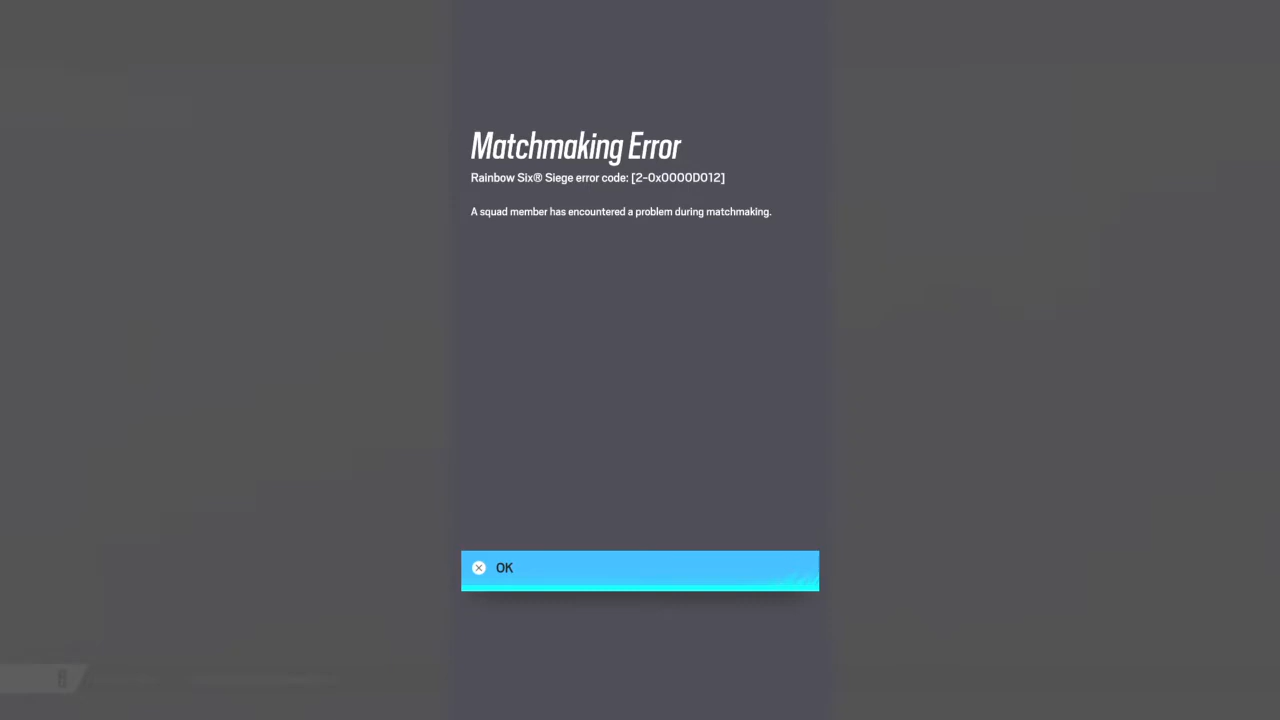 Matchmaking Error
Rainbow Six® Siege error code: [2-0x0000D012]
A squad member has encountered a problem during matchmaking.
OK